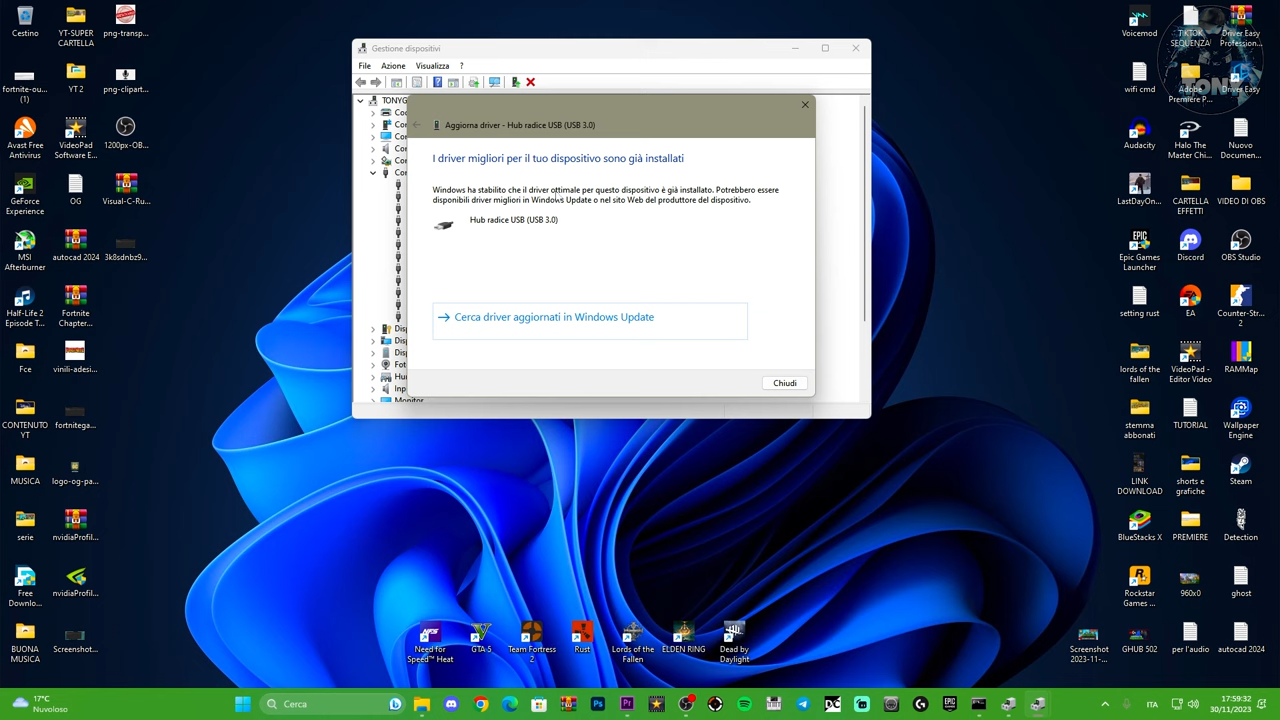 Gestione dispositivi
File Azione Visualizza ?
TONYG
Aggiorna driver - Hub radice USB (USB 3.0)
I driver migliori per il tuo dispositivo sono già installati
Windows ha stabilito che il driver ottimale per questo dispositivo è già installato. Potrebbero essere
disponibili driver migliori in Windows Update o nel sito Web del produttore del dispositivo.
Hub radice USB (USB 3.0)
Cerca driver aggiornati in Windows Update
Chiudi
Monitor
Cestino
YT-SUPER
CARTELLA
png-transp...
fortnite-ou...
(1)
YT 2
png-clipart...
Avast Free
Antivirus
VideoPad
Software E...
1200px-OB...
GeForce
Experience
OG
Visual-C-Ru...
MSI
Afterburner
autocad 2024
3k8sdnbz9...
Half-Life 2
Episode T...
Fortnite
Chapter...
Fce
vinili-adesi...
CONTENUTO
YT
fortnitega...
MUSICA
logo-og-pa...
serie
nvidiaProfil...
Free
Downlo...
nvidiaProfil...
BUONA
MUSICA
Screenshot...
Voicemod
TIKTOK
SEQUENZA
Driver Easy
Profession...
wifi cmd
Adobe
Premiere P...
Driver Easy
TONY
Audacity
Halo The
Master Chi...
Nuovo
Documen...
LastDayOn...
CARTELLA
EFFETTI
VIDEO DI OBS
Epic Games
Launcher
Discord
OBS Studio
setting rust
EA
Counter-Str...
2
lords of the
fallen
VideoPad -
Editor Video
RAMMap
stemma
abbonati
TUTORIAL
Wallpaper
Engine
LINK
DOWNLOAD
shorts e
grafiche
Steam
BlueStacks X
PREMIERE
Detection
Rockstar
Games ...
960x0
ghost
Screenshot
2023-11-...
GHUB 502
per l'audio
autocad 2024
Need for
Speed™ Heat
GTA 5
Team Fortress
2
Rust
Lords of the
Fallen
ELDEN RING
Dead by
Daylight
17°C
Nuvoloso
Cerca
ITA
17:59:32
30/11/2023